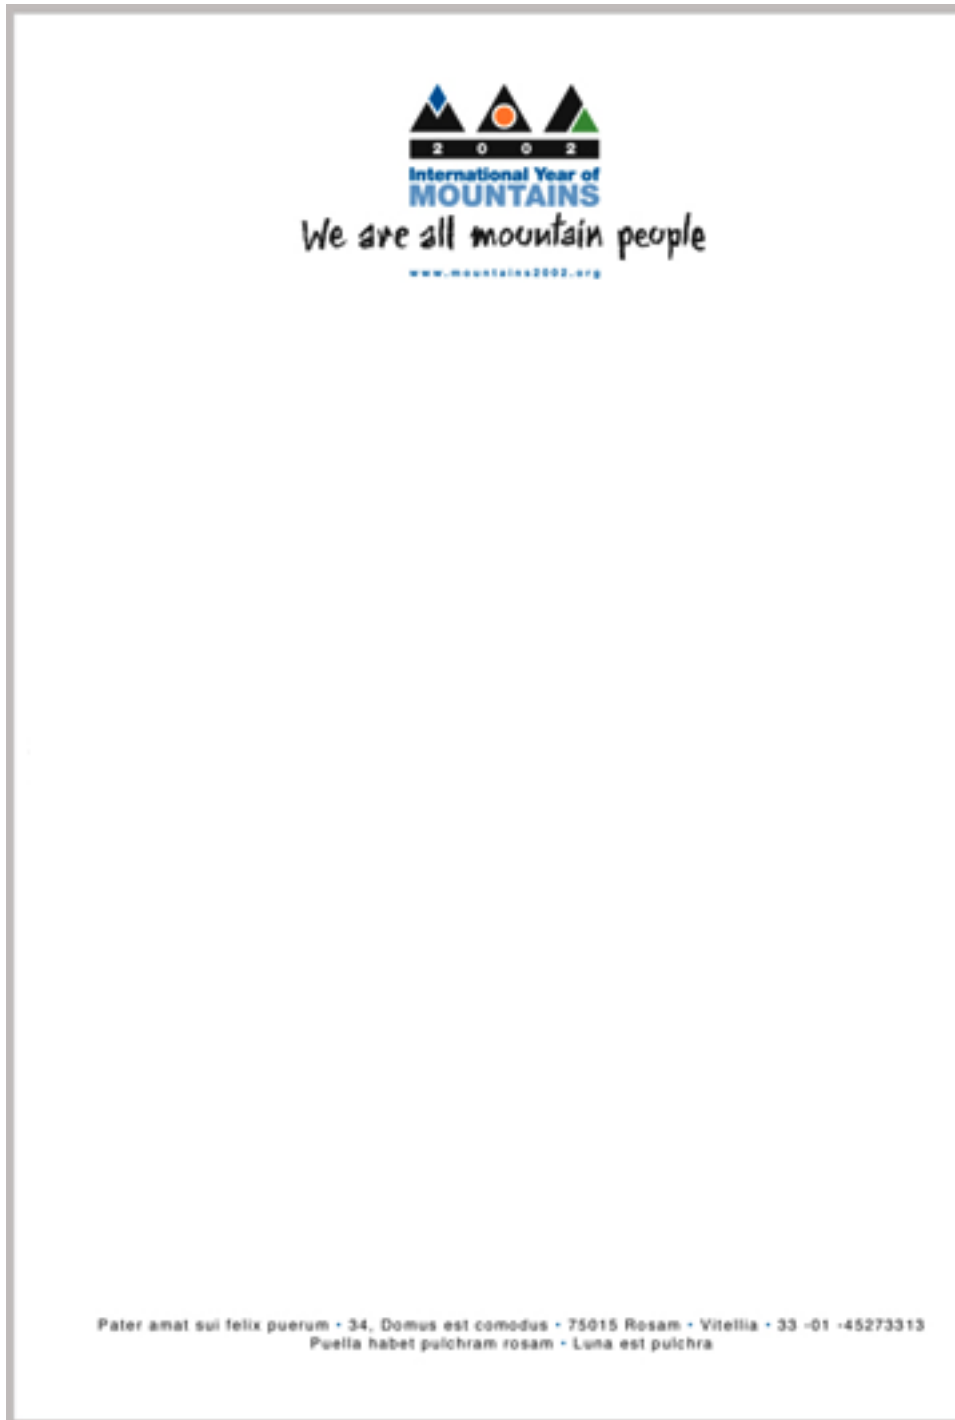 2 0 0 2
International Year of
MOUNTAINS
We are all mountain people
www.mountains2002.org
Pater amat sui felix puerum • 34, Domus est comodus • 75015 Rosam • Vitellia • 33 -01 -45273313
Puella habet pulchram rosam • Luna est pulchra